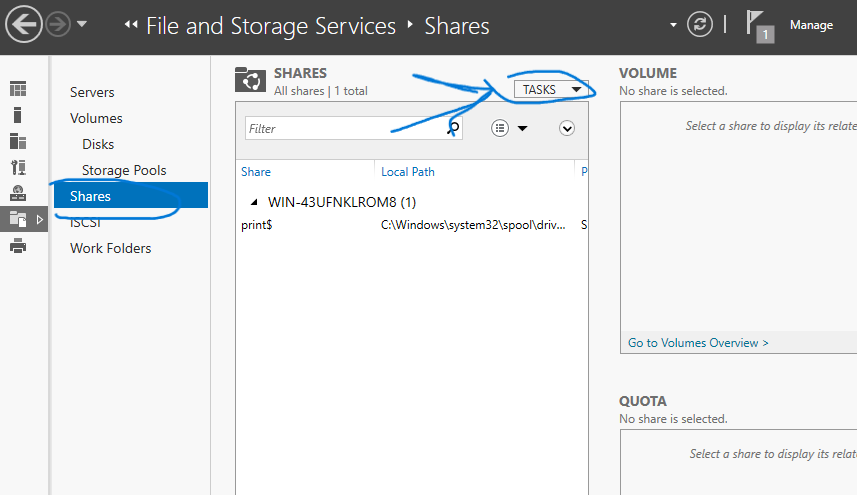 File and Storage Services Shares
1
Manage
Servers
Volumes
Disks
Storage Pools
Shares
iSCSI
Work Folders
SHARES
All shares | 1 total
TASKS
Filter
Share Local Path P
WIN-43UFNKLROM8 (1)
print$ C:\Windows\system32\spool\driv... S
VOLUME
No share is selected.
Select a share to display its relate
Go to Volumes Overview >
QUOTA
No share is selected.
Select a share to display its relate